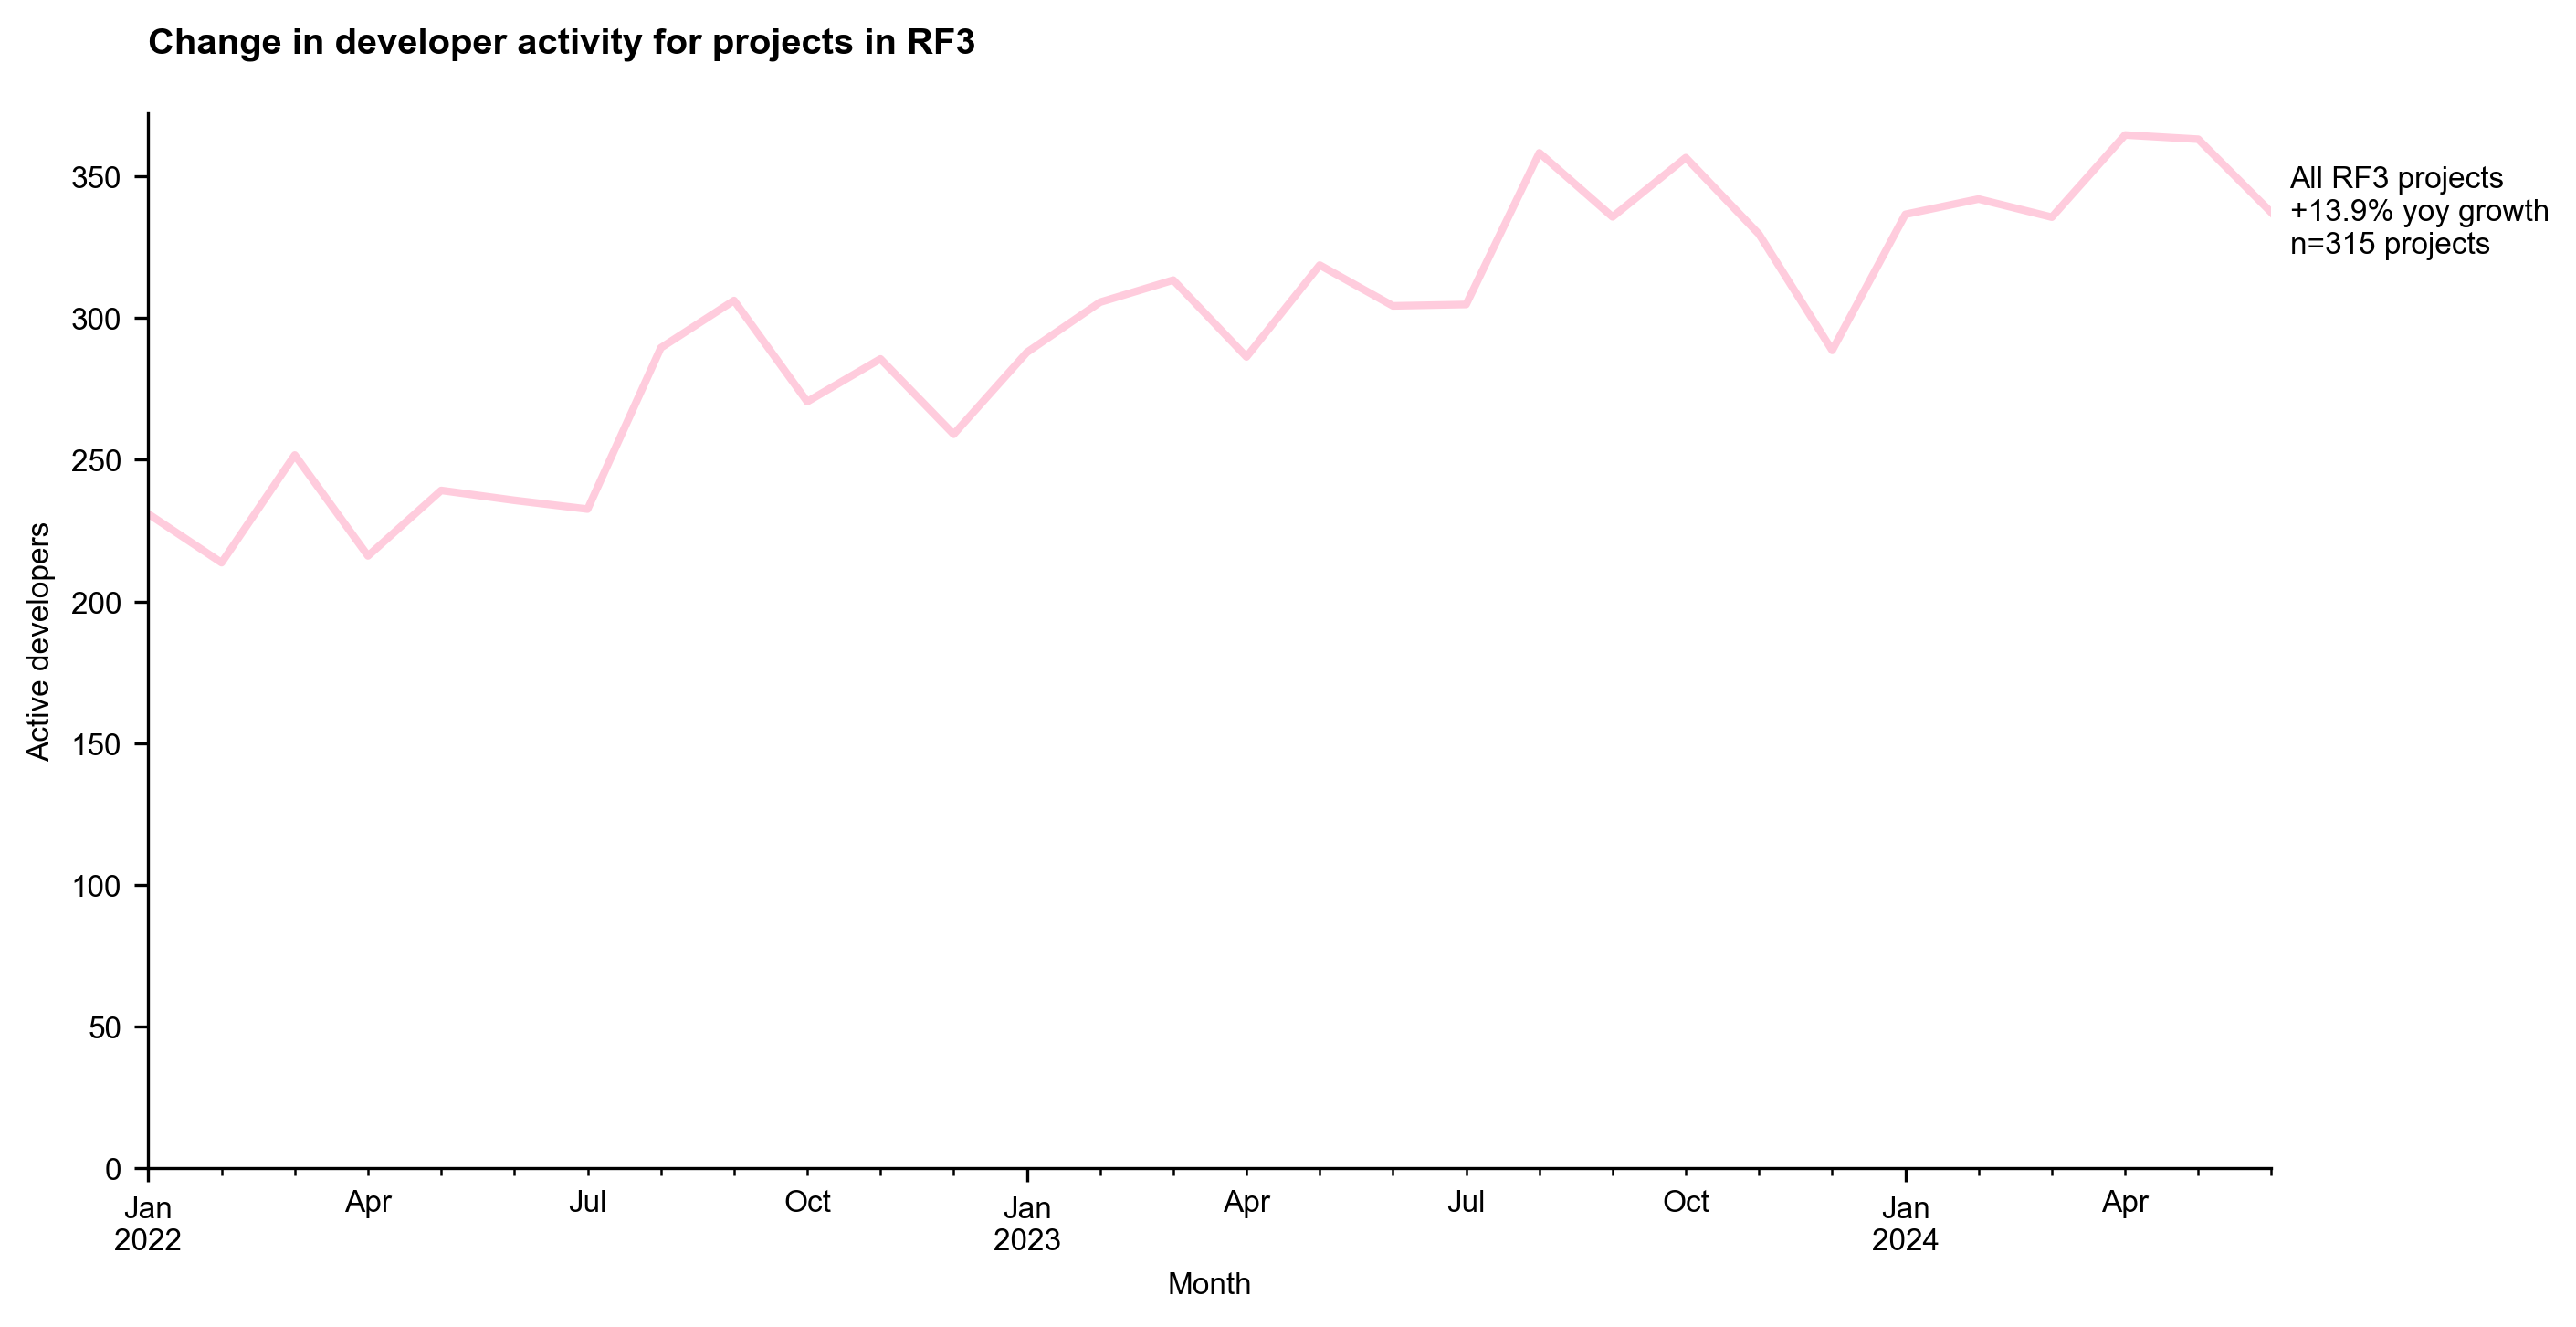 Change in developer activity for projects in RF3
350
300
250
200
150
100
50
0
Active developers
All RF3 projects
+13.9% yoy growth
n=315 projects
Jan
2022
Apr
Jul
Oct
Jan
2023
Apr
Jul
Oct
Jan
2024
Apr
Month